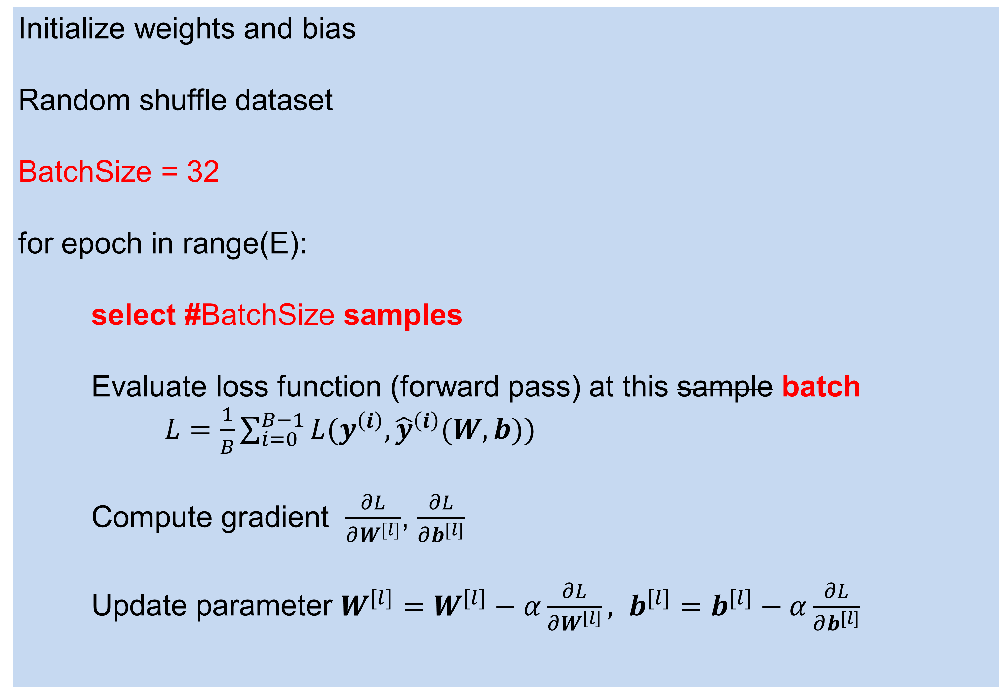 Initialize weights and bias
Random shuffle dataset
BatchSize = 32
for epoch in range(E):
select #BatchSize samples
Evaluate loss function (forward pass) at this ~~sample~~ batch
$L = \frac{1}{B}\sum_{i=0}^{B-1} L(\boldsymbol{y}^{(\boldsymbol{i})}, \widehat{\boldsymbol{y}}^{(\boldsymbol{i})}(\boldsymbol{W}, \boldsymbol{b}))$
Compute gradient $\frac{\partial L}{\partial \boldsymbol{W}^{[l]}}, \frac{\partial L}{\partial \boldsymbol{b}^{[l]}}$
Update parameter $\boldsymbol{W}^{[l]} = \boldsymbol{W}^{[l]} - \alpha \frac{\partial L}{\partial \boldsymbol{W}^{[l]}}, \boldsymbol{b}^{[l]} = \boldsymbol{b}^{[l]} - \alpha \frac{\partial L}{\partial \boldsymbol{b}^{[l]}}$